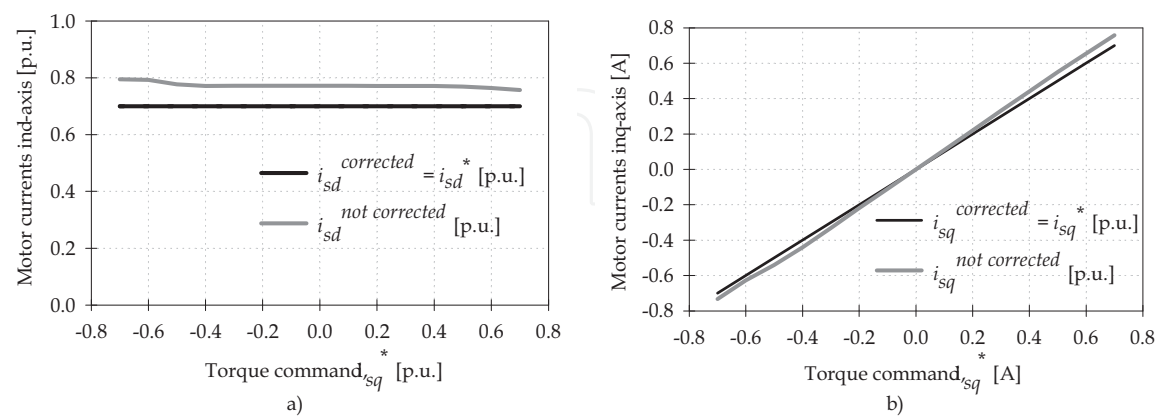 Motor currents ind-axis [p.u.]
1.0
0.8
0.6
0.4
0.2
0.0
-0.8 -0.6 -0.4 -0.2 0.0 0.2 0.4 0.6 0.8
i_sd^corrected = i_sd^* [p.u.]
i_sd^not corrected [p.u.]
Torque command,_sq^* [p.u.]
a)
Motor currents inq-axis [A]
0.8
0.6
0.4
0.2
0.0
-0.2
-0.4
-0.6
-0.8
-0.8 -0.6 -0.4 -0.2 0.0 0.2 0.4 0.6 0.8
i_sq^corrected = i_sq^* [p.u.]
i_sq^not corrected [p.u.]
Torque command,_sq^* [A]
b)